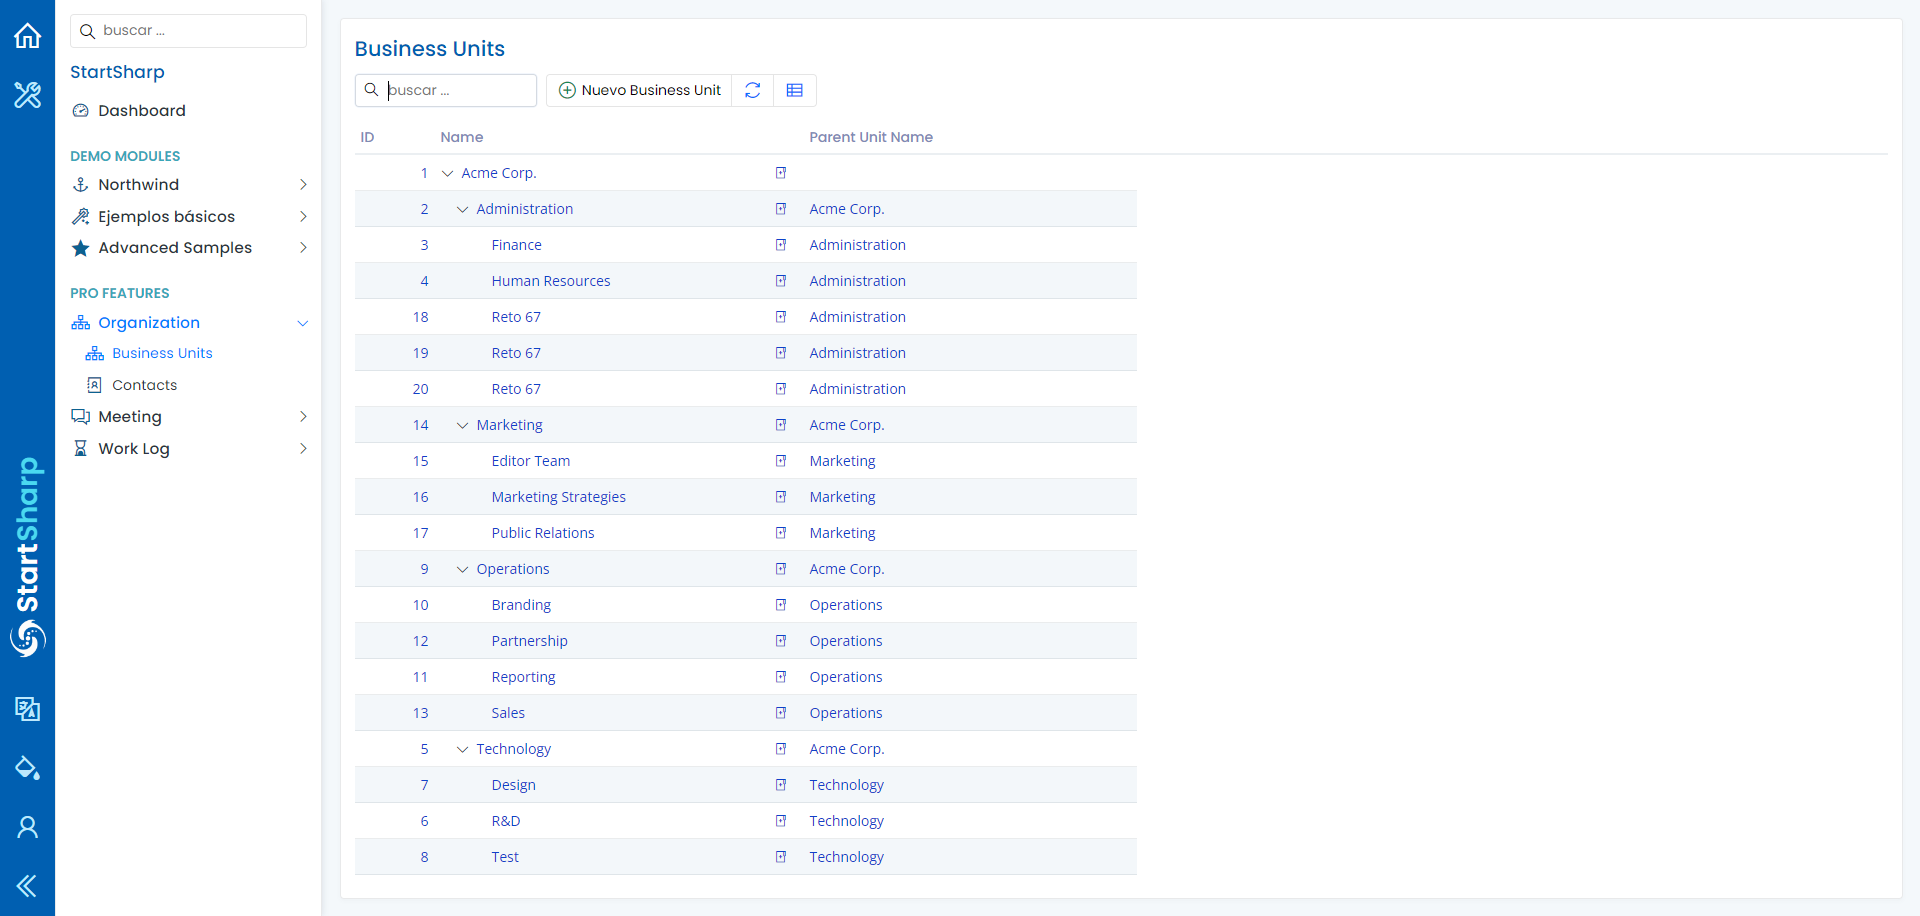 buscar ...
StartSharp
Dashboard
DEMO MODULES
Northwind
Ejemplos básicos
Advanced Samples
PRO FEATURES
Organization
Business Units
Contacts
Meeting
Work Log
StartSharp
Business Units
buscar ...
Nuevo Business Unit
ID Name Parent Unit Name
1 Acme Corp.
2 Administration Acme Corp.
3 Finance Administration
4 Human Resources Administration
18 Reto 67 Administration
19 Reto 67 Administration
20 Reto 67 Administration
14 Marketing Acme Corp.
15 Editor Team Marketing
16 Marketing Strategies Marketing
17 Public Relations Marketing
9 Operations Acme Corp.
10 Branding Operations
12 Partnership Operations
11 Reporting Operations
13 Sales Operations
5 Technology Acme Corp.
7 Design Technology
6 R&D Technology
8 Test Technology